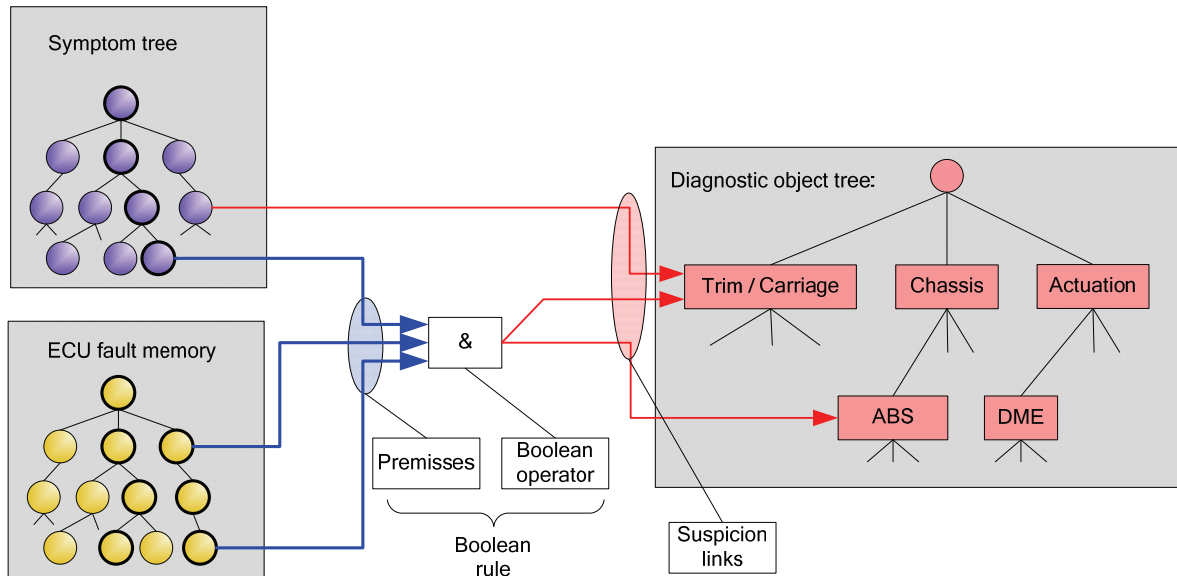 Symptom tree
ECU fault memory
&
Premisses
Boolean
operator
Boolean
rule
Suspicion
links
Diagnostic object tree:
Trim / Carriage
Chassis
Actuation
ABS
DME